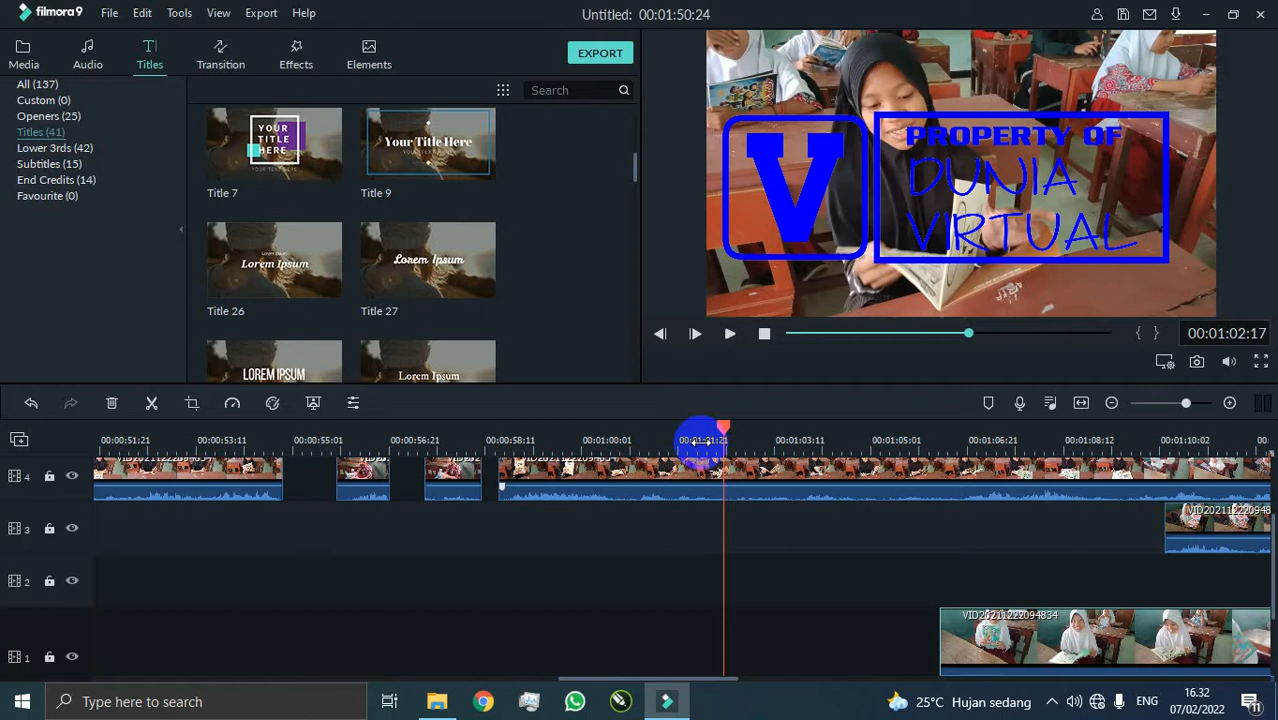 filmora9
File Edit Tools View Export Help
Untitled: 00:01:50:24
Media Audio Titles Transition Effects Elements
EXPORT
All (137)
Custom (0)
Openers (25)
Titles (41)
Lower 3rds (42)
Subtitles (15)
End Credits (14)
Favourite (0)
Search
YOUR
TITLE
HERE
YOUR TEXT HERE
Title 7
Your Title Here
Title 9
Lorem Ipsum
Title 26
Lorem Ipsum
Title 27
LOREM IPSUM
Lorem Ipsum
V
PROPERTY OF
DUNIA
VIRTUAL
{ } 00:01:02:17
00:00:51:21 00:00:53:11 00:00:55:01 00:00:56:21 00:00:58:11 00:01:00:01 00:01:01:21 00:01:03:11 00:01:05:01 00:01:06:21 00:01:08:12 00:01:10:02
4
3
VID2021122220948
2
VID20211222094834
1
Type here to search
25°C Hujan sedang
ENG
16.32
07/02/2022
11